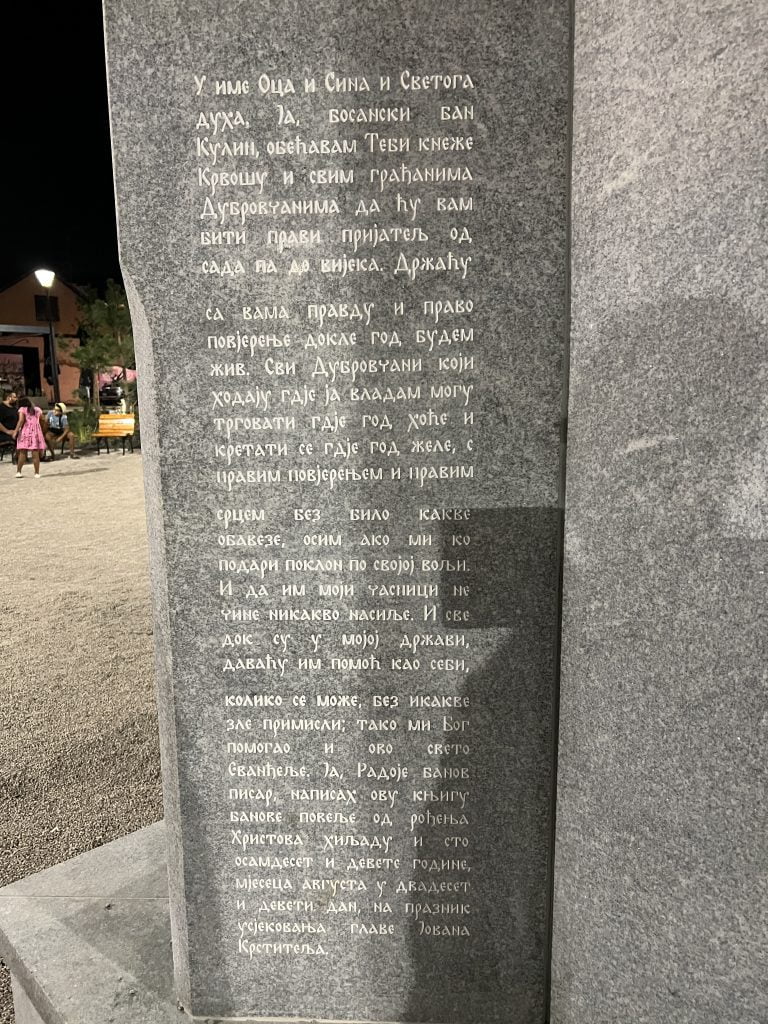 У име Оца и Сина и Светога
духа, Ја, босански бан
Кулин, обећавам Теби кнеже
Крвошу и свим грађанима
Дубровчанима да ћу вам
бити прави пријатељ од
сада па до вијека. Држаћу
са вама правду и право
повјерење докле год будем
жив. Сви Дубровчани који
ходају гдје ја владам могу
трговати гдје год хоће и
кретати се гдје год желе, с
правим повјерењем и правим
срцем без било какве
обавезе, осим ако ми ко
подари поклон по својој вољи.
И да им моји часници не
чине никакво насиље. И све
док су у мојој држави,
даваћу им помоћ као себи,
колико се може, без икакве
зле примисли; тако ми Бог
помогао и ово свето
Еванђеље. Ја, Радоје банов
писар, написах ову књигу
банове повеље од рођења
Христова хиљаду и сто
осамдесет и девете године,
мјесеца августа у двадесет
и девети дан, на празник
усјековања главе Јована
Крститеља.